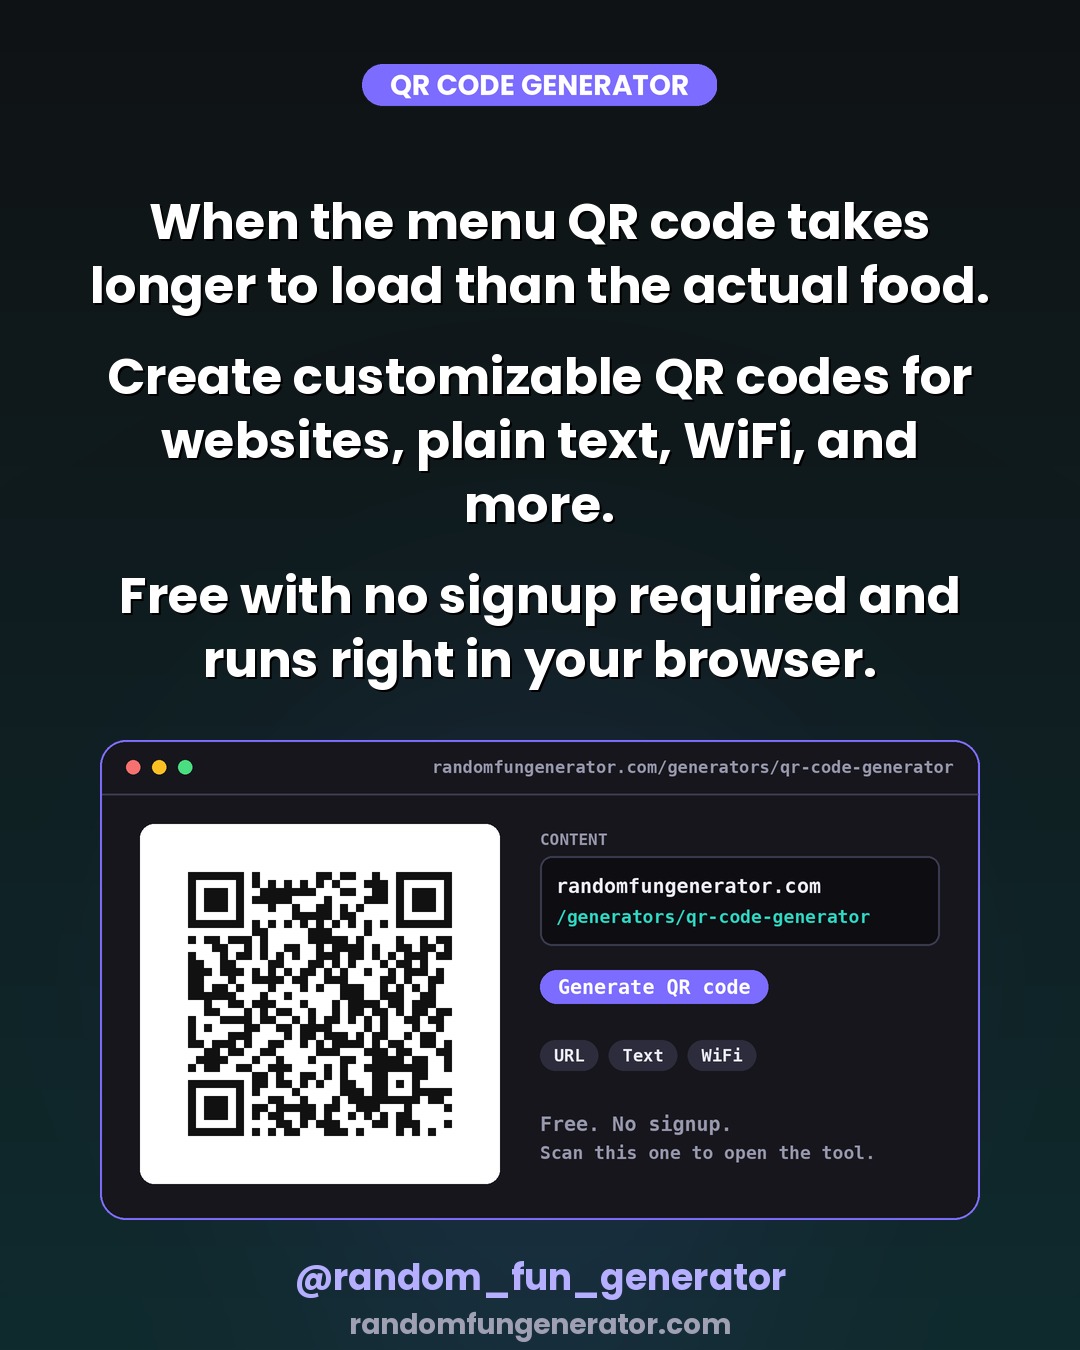 QR CODE GENERATOR
When the menu QR code takes
longer to load than the actual food.
Create customizable QR codes for
websites, plain text, WiFi, and
more.
Free with no signup required and
runs right in your browser.
randomfungenerator.com/generators/qr-code-generator
CONTENT
randomfungenerator.com
/generators/qr-code-generator
Generate QR code
URL Text WiFi
Free. No signup.
Scan this one to open the tool.
@random_fun_generator
randomfungenerator.com